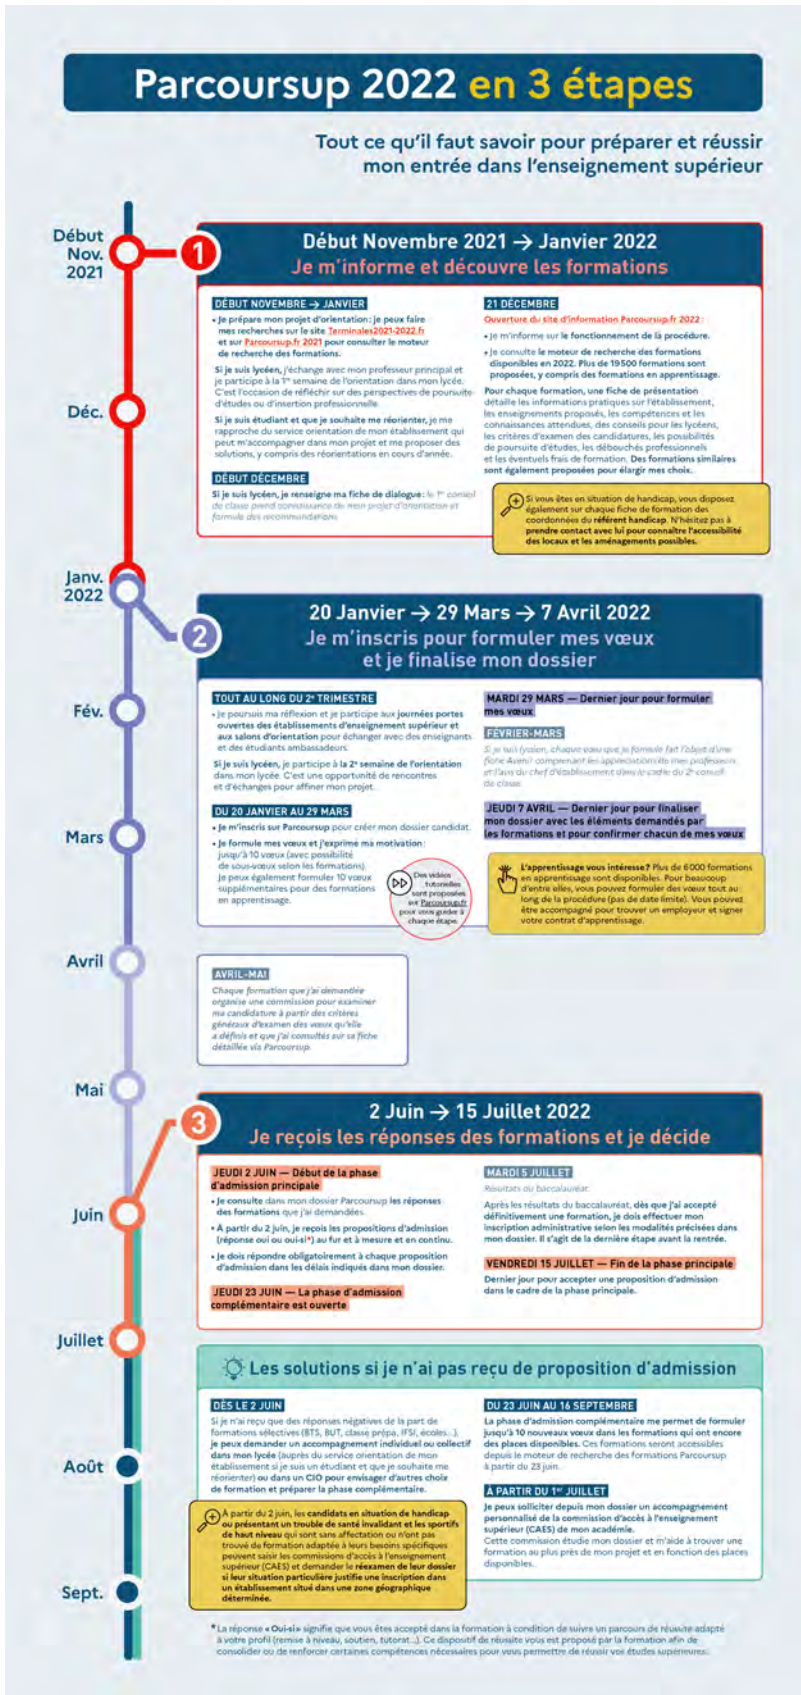 Parcoursup 2022 en 3 étapes
Tout ce qu'il faut savoir pour préparer et réussir
mon entrée dans l'enseignement supérieur
Début
Nov.
2021
1
Début Novembre 2021 → Janvier 2022
Je m'informe et découvre les formations
DÉBUT NOVEMBRE → JANVIER
• Je prépare mon projet d'orientation : je peux faire
mes recherches sur le site Terminales2021-2022.fr
et sur Parcoursup.fr 2021 pour consulter le moteur
de recherche des formations.
Si je suis lycéen, j'échange avec mon professeur principal et
je participe à la 1re semaine de l'orientation dans mon lycée.
C'est l'occasion de réfléchir sur des perspectives de poursuite
d'études ou d'insertion professionnelle.
Si je suis étudiant et que je souhaite me réorienter, je me
rapproche du service orientation de mon établissement qui
peut m'accompagner dans mon projet et me proposer des
solutions, y compris des réorientations en cours d'année.
DÉBUT DÉCEMBRE
Si je suis lycéen, je renseigne ma fiche de dialogue : le 1er conseil
de classe prend connaissance de mon projet d'orientation et
formule des recommandations
21 DÉCEMBRE
Ouverture du site d'information Parcoursup.fr 2022 :
• Je m'informe sur le fonctionnement de la procédure.
• Je consulte le moteur de recherche des formations
disponibles en 2022. Plus de 19500 formations sont
proposées, y compris des formations en apprentissage.
Pour chaque formation, une fiche de présentation
détaille les informations pratiques sur l'établissement,
les enseignements proposés, les compétences et les
connaissances attendues, des conseils pour les lycéens,
les critères d'examen des candidatures, les possibilités
de poursuite d'études, les débouchés professionnels
et les éventuels frais de formation. Des formations similaires
sont également proposées pour élargir mes choix.
Si vous êtes en situation de handicap, vous disposez
également sur chaque fiche de formation des
coordonnées du référent handicap. N'hésitez pas à
prendre contact avec lui pour connaître l'accessibilité
des locaux et les aménagements possibles.
Déc.
Janv.
2022
2
20 Janvier → 29 Mars → 7 Avril 2022
Je m'inscris pour formuler mes vœux
et je finalise mon dossier
TOUT AU LONG DU 2e TRIMESTRE
• Je poursuis ma réflexion et je participe aux journées portes
ouvertes des établissements d'enseignement supérieur et
aux salons d'orientation pour échanger avec des enseignants
et des étudiants ambassadeurs.
Si je suis lycéen, je participe à la 2e semaine de l'orientation
dans mon lycée. C'est une opportunité de rencontres
et d'échanges pour affiner mon projet.
DU 20 JANVIER AU 29 MARS
• Je m'inscris sur Parcoursup pour créer mon dossier candidat.
• Je formule mes vœux et j'exprime ma motivation :
jusqu'à 10 vœux (avec possibilité
de sous-vœux selon les formations).
Je peux également formuler 10 vœux
supplémentaires pour des formations
en apprentissage.
Des vidéos
tutorielles
sont proposées
sur Parcoursup.fr
pour vous guider à
chaque étape.
MARDI 29 MARS — Dernier jour pour formuler
mes vœux
FÉVRIER-MARS
Si je suis lycéen, chaque vœu que je formule fait l'objet d'une
fiche Avenir comprenant les appréciations de mes professeurs
et l'avis du chef d'établissement dans le cadre du 2e conseil
de classe.
JEUDI 7 AVRIL — Dernier jour pour finaliser
mon dossier avec les éléments demandés par
les formations et pour confirmer chacun de mes vœux
L'apprentissage vous intéresse ? Plus de 6000 formations
en apprentissage sont disponibles. Pour beaucoup
d'entre elles, vous pouvez formuler des vœux tout au
long de la procédure (pas de date limite). Vous pouvez
être accompagné pour trouver un employeur et signer
votre contrat d'apprentissage.
Fév.
Mars
Avril
AVRIL-MAI
Chaque formation que j'ai demandée
organise une commission pour examiner
ma candidature à partir des critères
généraux d'examen des vœux qu'elle
a définis et que j'ai consultés sur sa fiche
détaillée via Parcoursup.
Mai
3
2 Juin → 15 Juillet 2022
Je reçois les réponses des formations et je décide
JEUDI 2 JUIN — Début de la phase
d'admission principale
• Je consulte dans mon dossier Parcoursup les réponses
des formations que j'ai demandées.
• À partir du 2 juin, je reçois les propositions d'admission
(réponse oui ou oui-si*) au fur et à mesure et en continu.
• Je dois répondre obligatoirement à chaque proposition
d'admission dans les délais indiqués dans mon dossier.
JEUDI 23 JUIN — La phase d'admission
complémentaire est ouverte
MARDI 5 JUILLET
Résultats du baccalauréat.
Après les résultats du baccalauréat, dès que j'ai accepté
définitivement une formation, je dois effectuer mon
inscription administrative selon les modalités précisées dans
mon dossier. Il s'agit de la dernière étape avant la rentrée.
VENDREDI 15 JUILLET — Fin de la phase principale
Dernier jour pour accepter une proposition d'admission
dans le cadre de la phase principale.
Juin
Juillet
Les solutions si je n'ai pas reçu de proposition d'admission
DÈS LE 2 JUIN
Si je n'ai reçu que des réponses négatives de la part de
formations sélectives (BTS, BUT, classe prépa, IFSI, écoles...),
je peux demander un accompagnement individuel ou collectif
dans mon lycée (auprès du service orientation de mon
établissement si je suis un étudiant et que je souhaite me
réorienter) ou dans un CIO pour envisager d'autres choix
de formation et préparer la phase complémentaire.
À partir du 2 juin, les candidats en situation de handicap
ou présentant un trouble de santé invalidant et les sportifs
de haut niveau qui sont sans affectation ou n'ont pas
trouvé de formation adaptée à leurs besoins spécifiques
peuvent saisir les commissions d'accès à l'enseignement
supérieur (CAES) et demander le réexamen de leur dossier
si leur situation particulière justifie une inscription dans
un établissement situé dans une zone géographique
déterminée.
DU 23 JUIN AU 16 SEPTEMBRE
La phase d'admission complémentaire me permet de formuler
jusqu'à 10 nouveaux vœux dans les formations qui ont encore
des places disponibles. Ces formations seront accessibles
depuis le moteur de recherche des formations Parcoursup
à partir du 23 juin.
À PARTIR DU 1er JUILLET
Je peux solliciter depuis mon dossier un accompagnement
personnalisé de la commission d'accès à l'enseignement
supérieur (CAES) de mon académie.
Cette commission étudie mon dossier et m'aide à trouver une
formation au plus près de mon projet et en fonction des places
disponibles.
Août
Sept.
* La réponse « Oui-si » signifie que vous êtes accepté dans la formation à condition de suivre un parcours de réussite adapté
à votre profil (remise à niveau, soutien, tutorat...). Ce dispositif de réussite vous est proposé par la formation afin de
consolider ou de renforcer certaines compétences nécessaires pour vous permettre de réussir vos études supérieures.